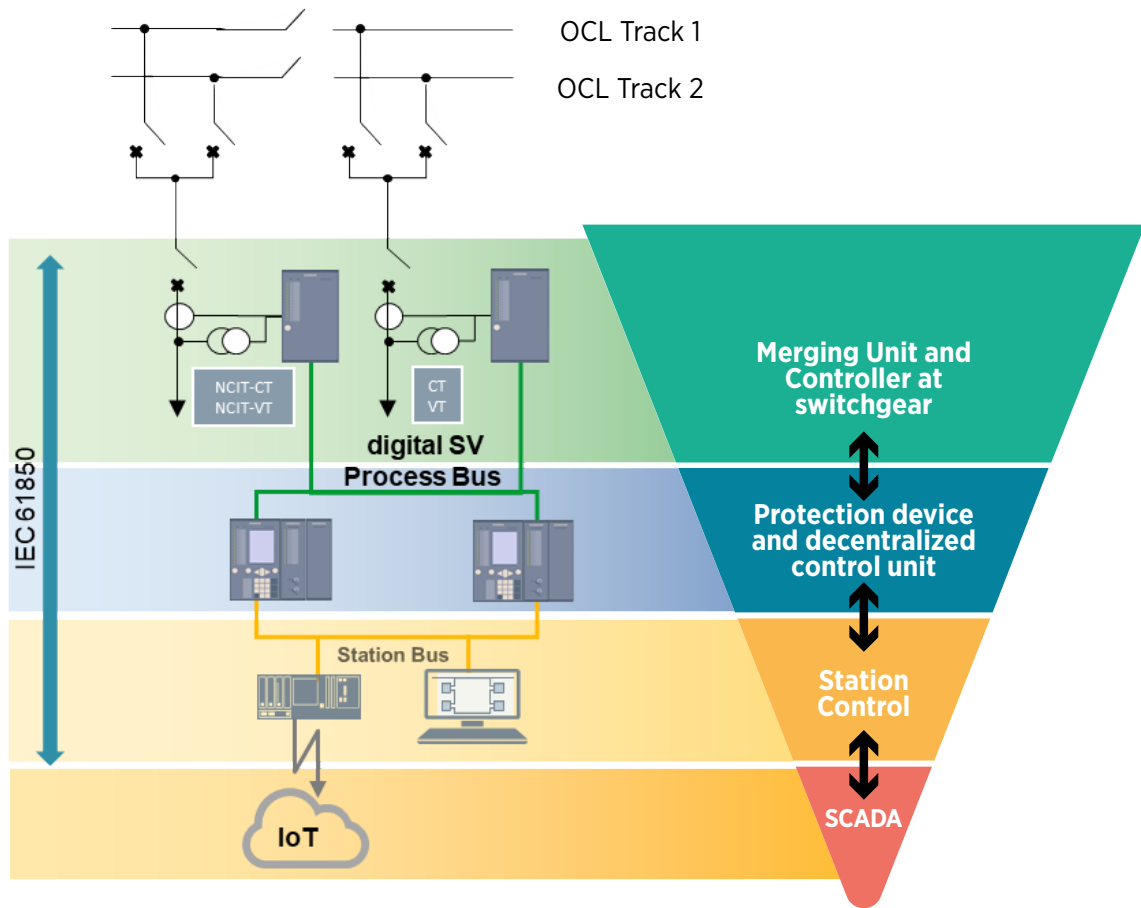 OCL Track 1
OCL Track 2
IEC 61850
NCIT-CT
NCIT-VT
CT
VT
digital SV
Process Bus
Merging Unit and
Controller at
switchgear
Protection device
and decentralized
control unit
Station Bus
Station
Control
IoT
SCADA